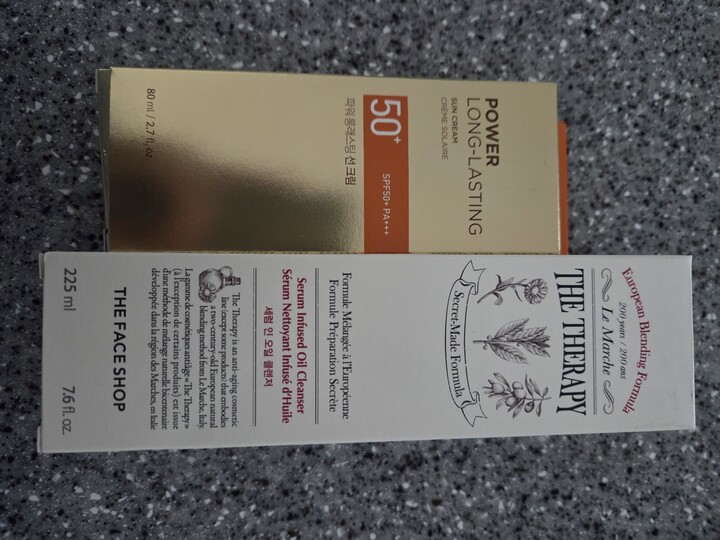 POWER
LONG-LASTING
SUN CREAM
CRÈME SOLAIRE
50+
SPF50+ PA+++
파워 롱래스팅 선 크림
80 ml / 2.7 fl. oz.
European Blending Formula
200 years / 200 ans
Le Marche
THE THERAPY
Secret-Made Formula
Formule Mélangée à l'Européenne
Formule Préparation Secrète
Serum Infused Oil Cleanser
Sérum Nettoyant Infusé d'Huile
세럼 인 오일 클렌저
The Therapy is an anti-aging cosmetic
line (except some products) that embodies
a two-century-old European natural
blending method from Le Marche, Italy.
La gamme de cosmétiques anti-âge « The Therapy »
(à l'exception de certains produits) est issue
d'une méthode de mélange naturelle bicentenaire
développée dans la région des Marches, en Italie
THE FACE SHOP
225 ml
7.6 fl. oz.